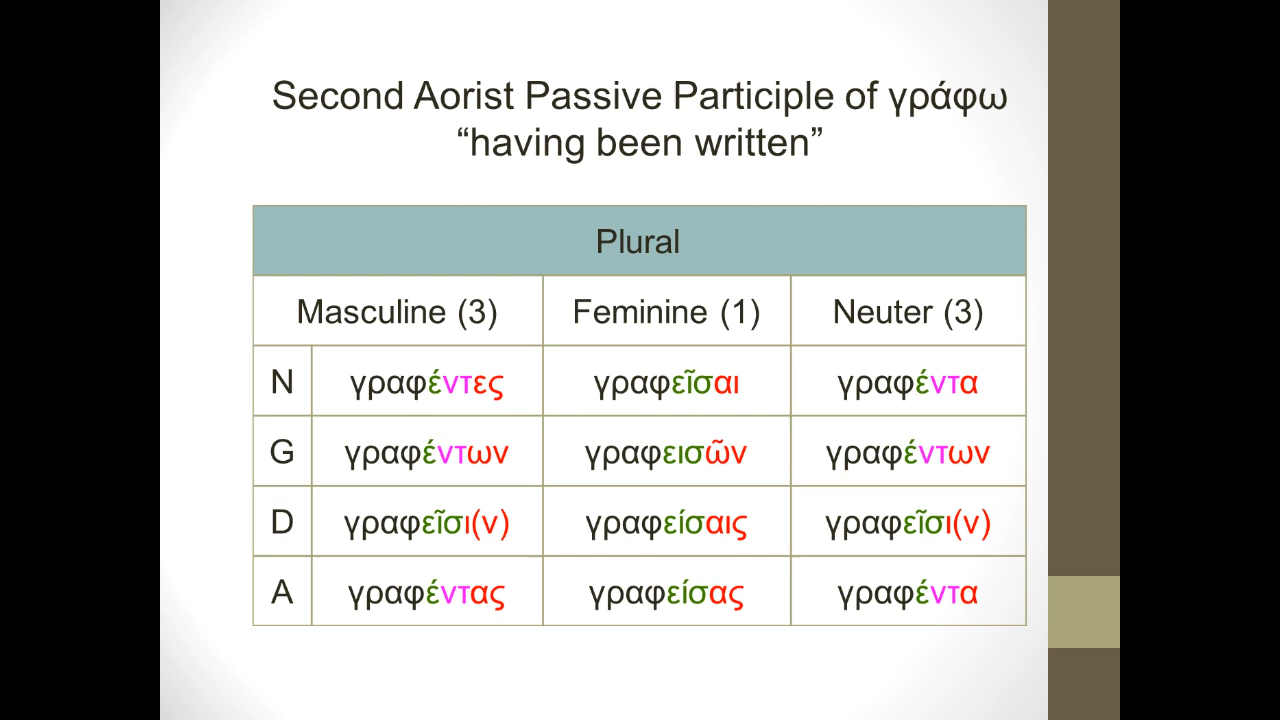 Second Aorist Passive Participle of γράφω
“having been written”
Plural
Masculine (3) Feminine (1) Neuter (3)
N γραφέντες γραφεῖσαι γραφέντα
G γραφέντων γραφεισῶν γραφέντων
D γραφεῖσι(ν) γραφείσαις γραφεῖσι(ν)
A γραφέντας γραφείσας γραφέντα